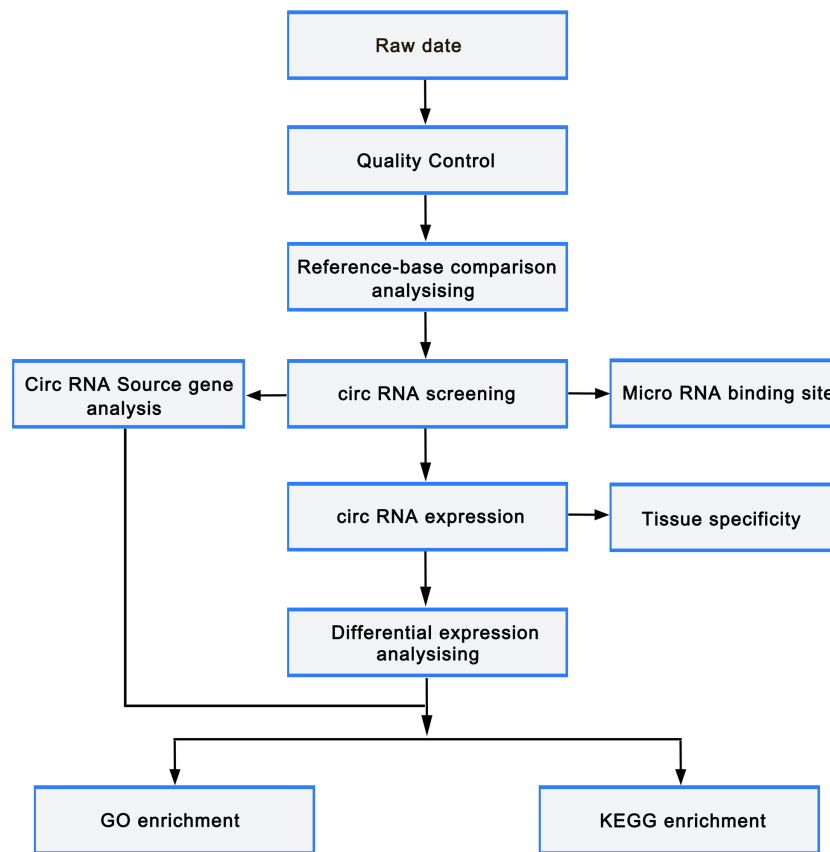 Raw date
Quality Control
Reference-base comparison
analysising
Circ RNA Source gene
analysis
circ RNA screening
Micro RNA binding site
circ RNA expression
Tissue specificity
Differential expression
analysising
GO enrichment
KEGG enrichment